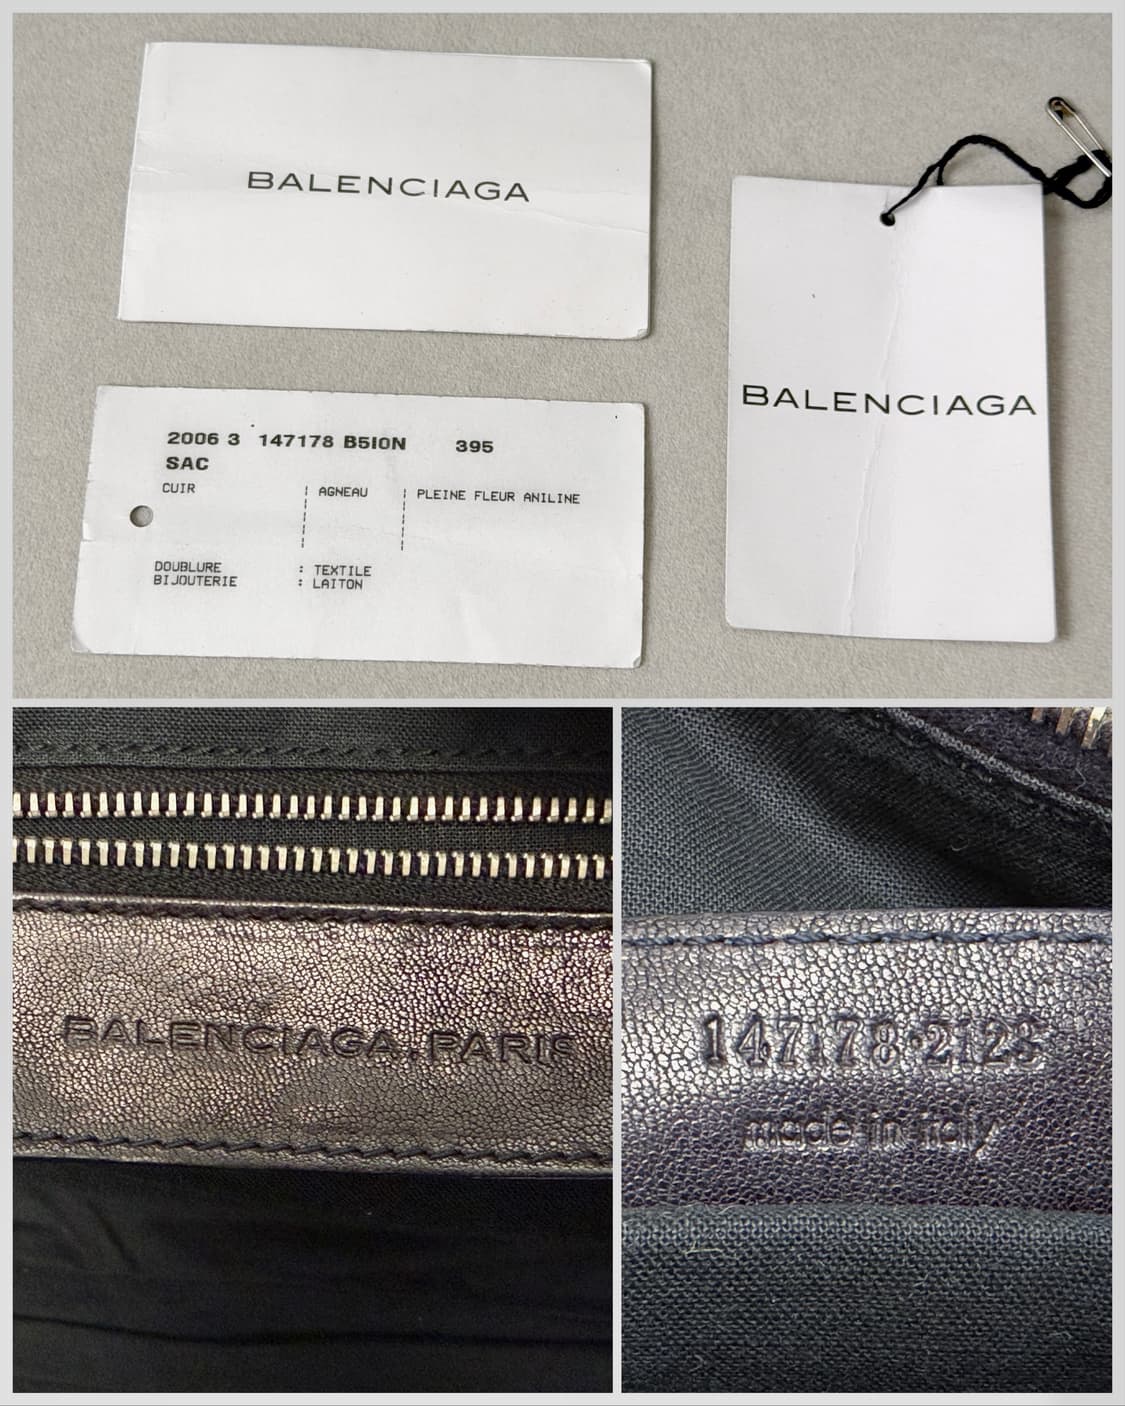 BALENCIAGA
BALENCIAGA
2006 3 147178 B5I0N 395
SAC
CUIR AGNEAU PLEINE FLEUR ANILINE
DOUBLURE : TEXTILE
BIJOUTERIE : LAITON
BALENCIAGA.PARIS
147178·2123
made in italy